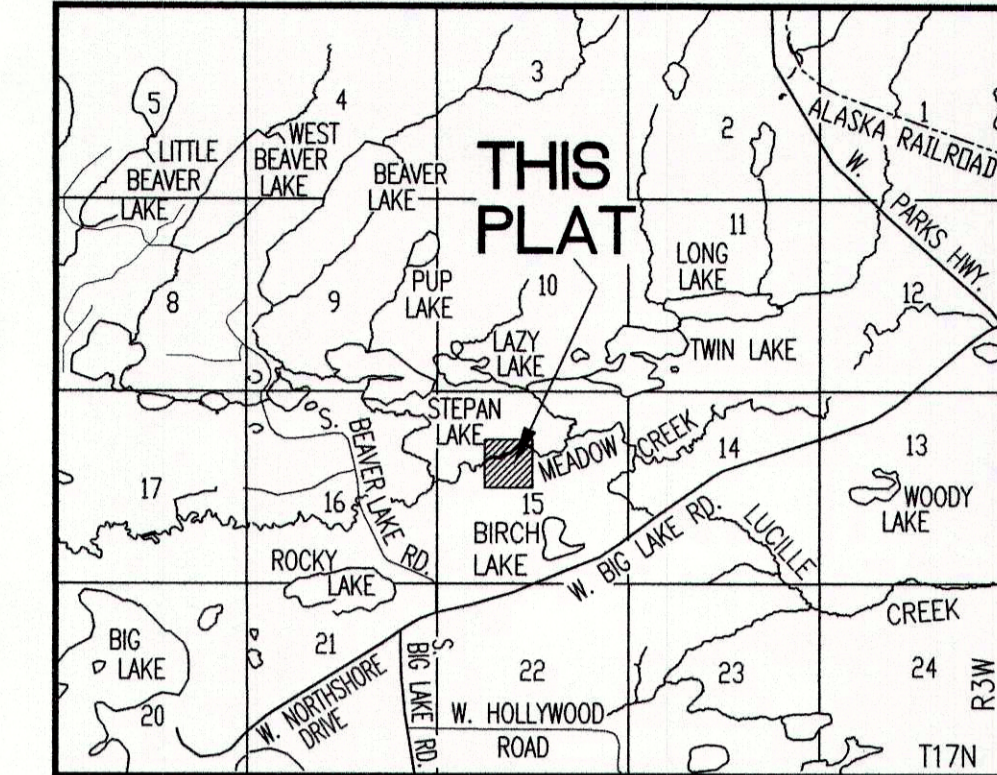 5
4
3
2
1
LITTLE
BEAVER
LAKE
WEST
BEAVER
LAKE
BEAVER
LAKE
THIS
PLAT
ALASKA RAILROAD
W. PARKS HWY.
8
9
PUP
LAKE
10
LAZY
LAKE
11
LONG
LAKE
TWIN LAKE
12
17
16
S. BEAVER LAKE RD.
STEPAN
LAKE
MEADOW CREEK
15
BIRCH
LAKE
14
13
WOODY
LAKE
W. BIG LAKE RD.
LUCILLE
CREEK
ROCKY
LAKE
BIG
LAKE
20
21
W. NORTHSHORE
DRIVE
S.
BIG LAKE RD.
22
W. HOLLYWOOD
ROAD
23
24
R3W
T17N